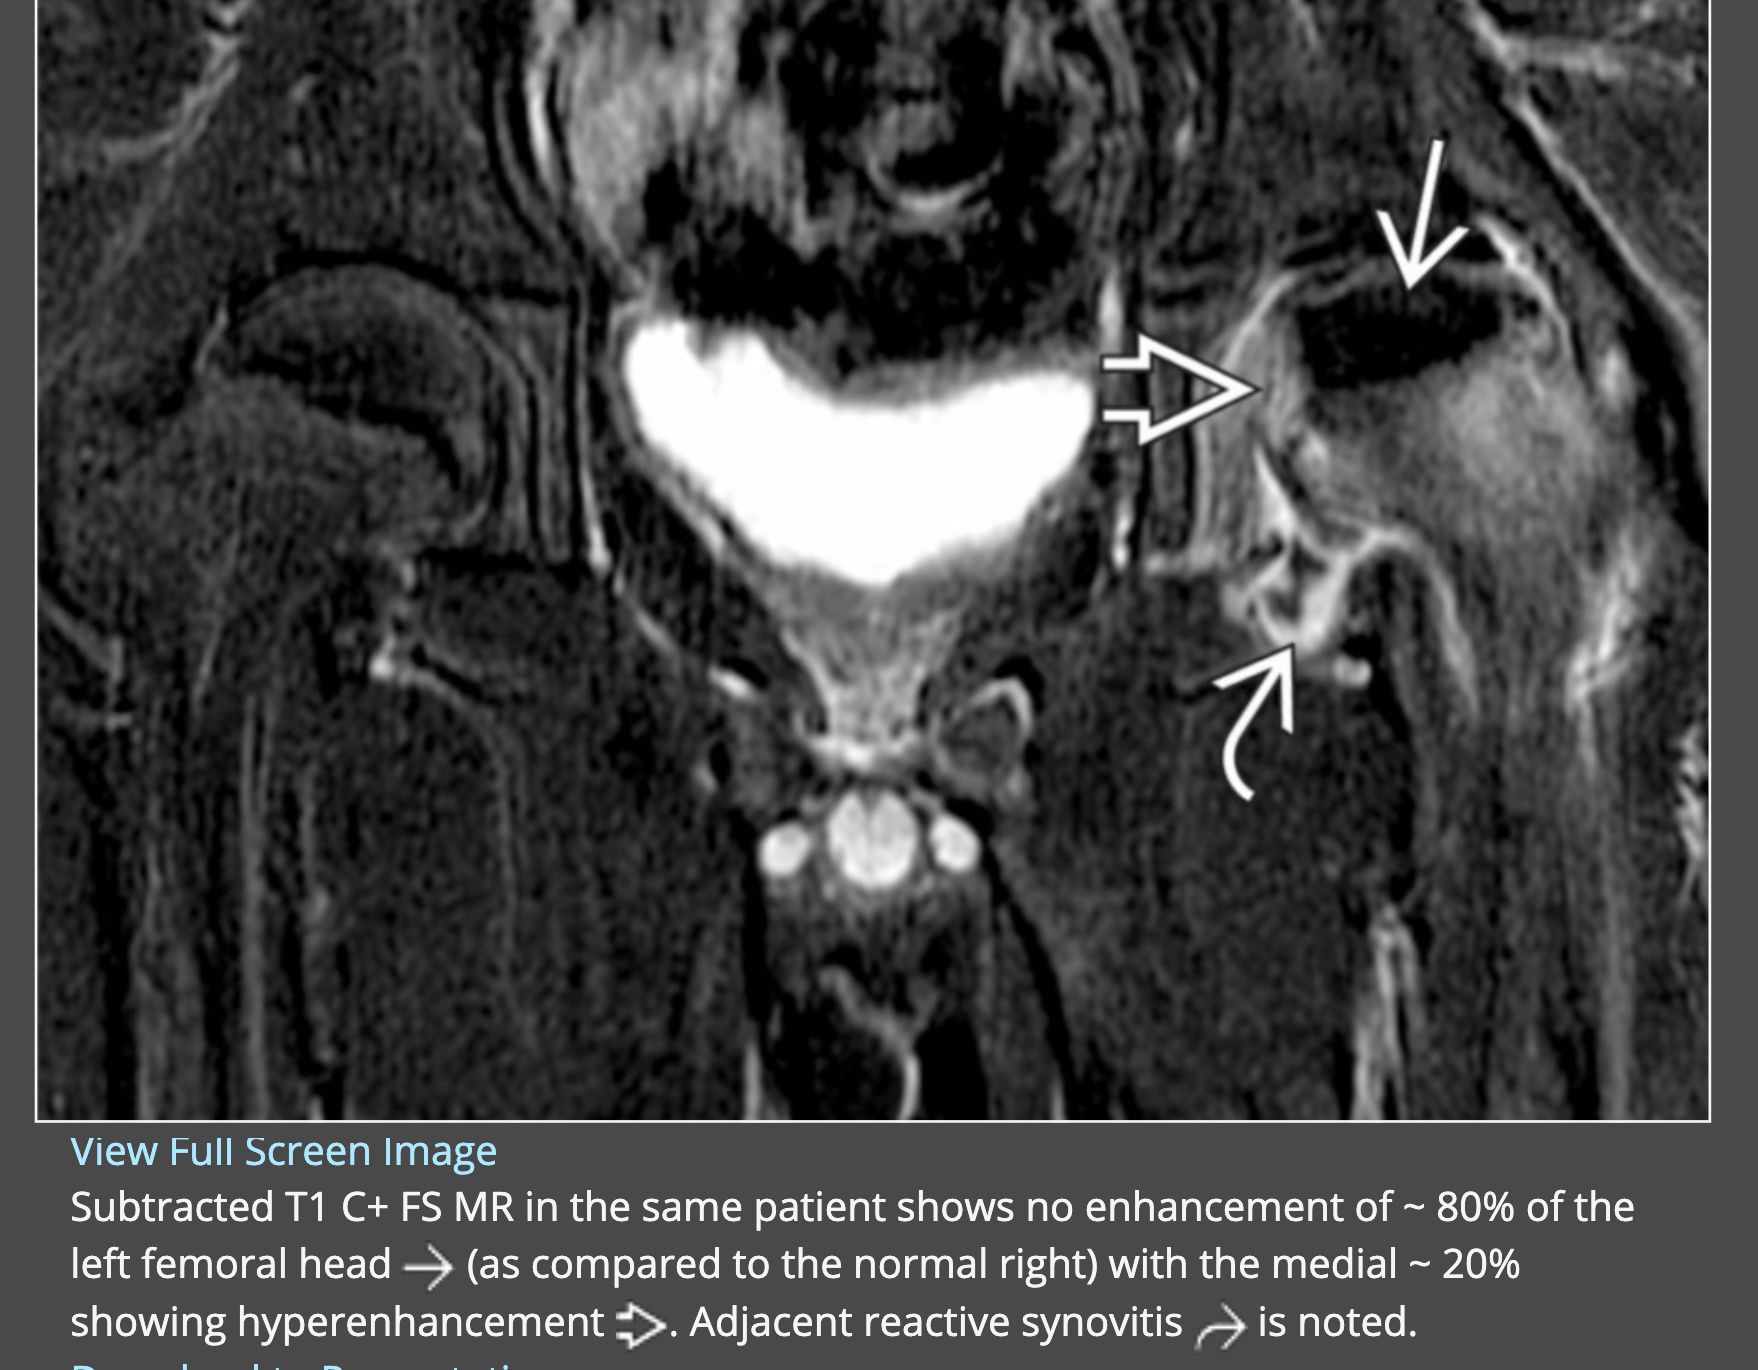 View Full Screen Image
Subtracted T1 C+ FS MR in the same patient shows no enhancement of ~ 80% of the
left femoral head (as compared to the normal right) with the medial ~ 20%
showing hyperenhancement . Adjacent reactive synovitis is noted.